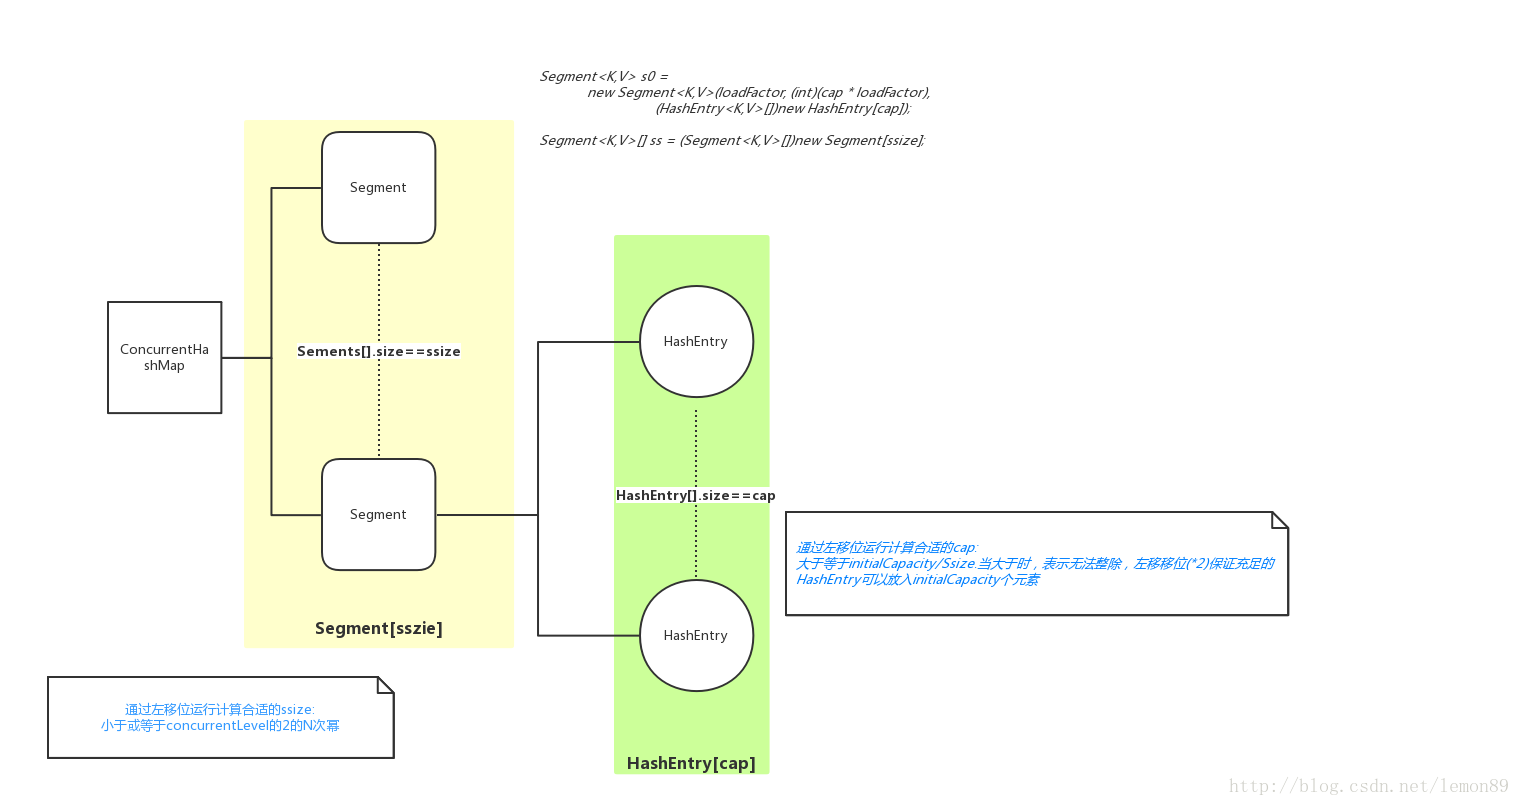 Segment<K,V> s0 =
new Segment<K,V>(loadFactor, (int)(cap * loadFactor),
(HashEntry<K,V>[])new HashEntry[cap]);
Segment<K,V>[] ss = (Segment<K,V>[])new Segment[ssize];
Segment
ConcurrentHa
shMap
Sements[].size==ssize
Segment
Segment[sszie]
HashEntry
HashEntry[].size==cap
HashEntry
HashEntry[cap]
通过左移位运行计算合适的cap:
大于等于initialCapacity/Ssize.当大于时，表示无法整除，左移移位(*2)保证充足的
HashEntry可以放入initialCapacity个元素
通过左移位运行计算合适的ssize:
小于或等于concurrentLevel的2的N次幂
http://blog.csdn.net/lemon89